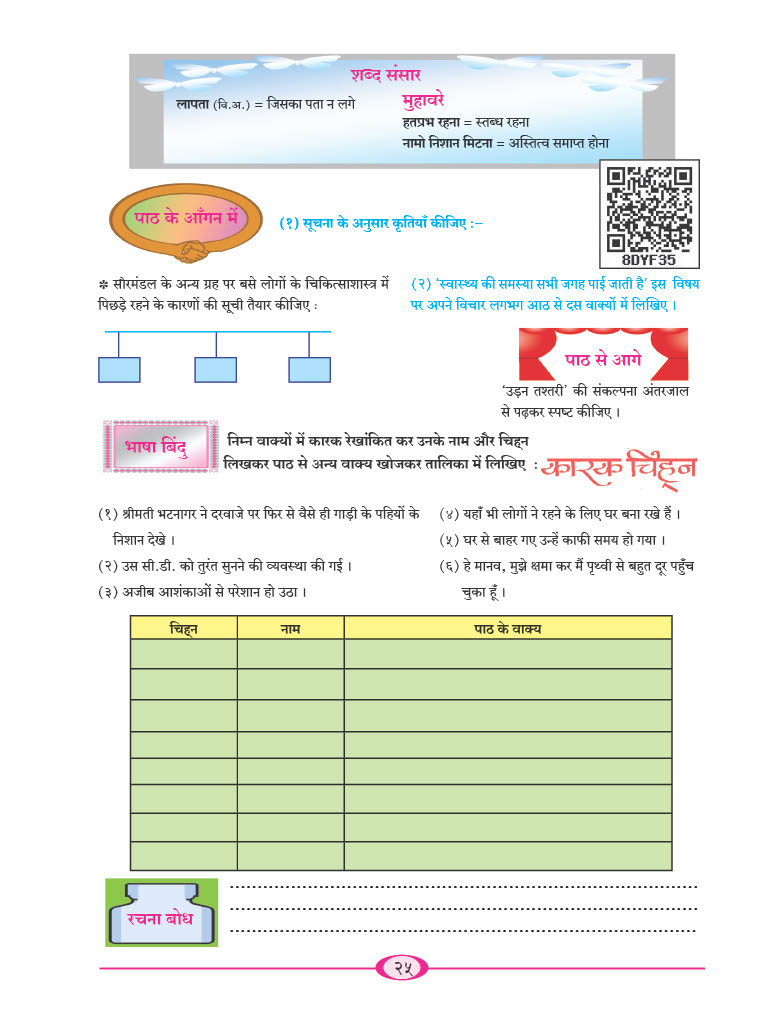 शब्द संसार
लापता (वि.अ.) = जिसका पता न लगे
मुहावरे
हतप्रभ रहना = स्तब्ध रहना
नामो निशान मिटना = अस्तित्व समाप्त होना
8DYF35
पाठ के आँगन में
(१) सूचना के अनुसार कृतियाँ कीजिए :–
✽ सौरमंडल के अन्य ग्रह पर बसे लोगों के चिकित्साशास्त्र में
पिछड़े रहने के कारणों की सूची तैयार कीजिए :
(२) ‘स्वास्थ्य की समस्या सभी जगह पाई जाती है’ इस विषय
पर अपने विचार लगभग आठ से दस वाक्यों में लिखिए ।
पाठ से आगे
‘उड़न तश्तरी’ की संकल्पना अंतरजाल
से पढ़कर स्पष्ट कीजिए ।
भाषा बिंदु
निम्न वाक्यों में कारक रेखांकित कर उनके नाम और चिह्न
लिखकर पाठ से अन्य वाक्य खोजकर तालिका में लिखिए :
कारक चिह्न
(१) श्रीमती भटनागर ने दरवाजे पर फिर से वैसे ही गाड़ी के पहियों के
निशान देखे ।
(२) उस सी.डी. को तुरंत सुनने की व्यवस्था की गई ।
(३) अजीब आशंकाओं से परेशान हो उठा ।
(४) यहाँ भी लोगों ने रहने के लिए घर बना रखे हैं ।
(५) घर से बाहर गए उन्हें काफी समय हो गया ।
(६) हे मानव, मुझे क्षमा कर मैं पृथ्वी से बहुत दूर पहुँच
चुका हूँ ।
चिह्न नाम पाठ के वाक्य
रचना बोध
२५